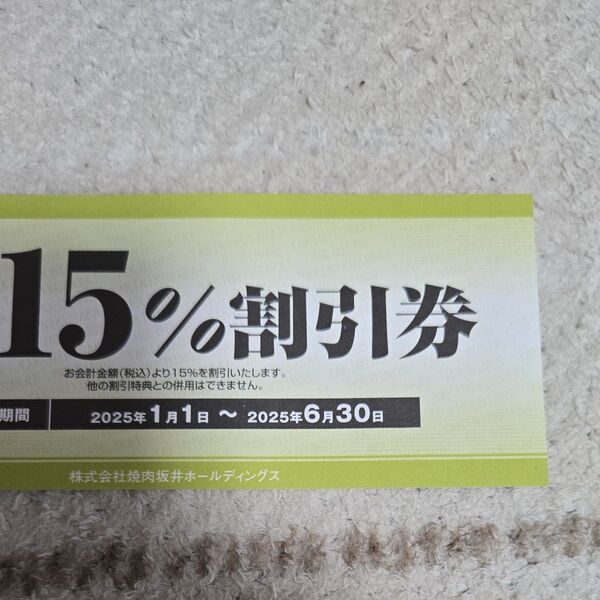 15%割引券
お会計金額(税込)より15%を割引いたします。
他の割引特典との併用はできません。
期間 2025年1月1日 ～ 2025年6月30日
株式会社焼肉坂井ホールディングス